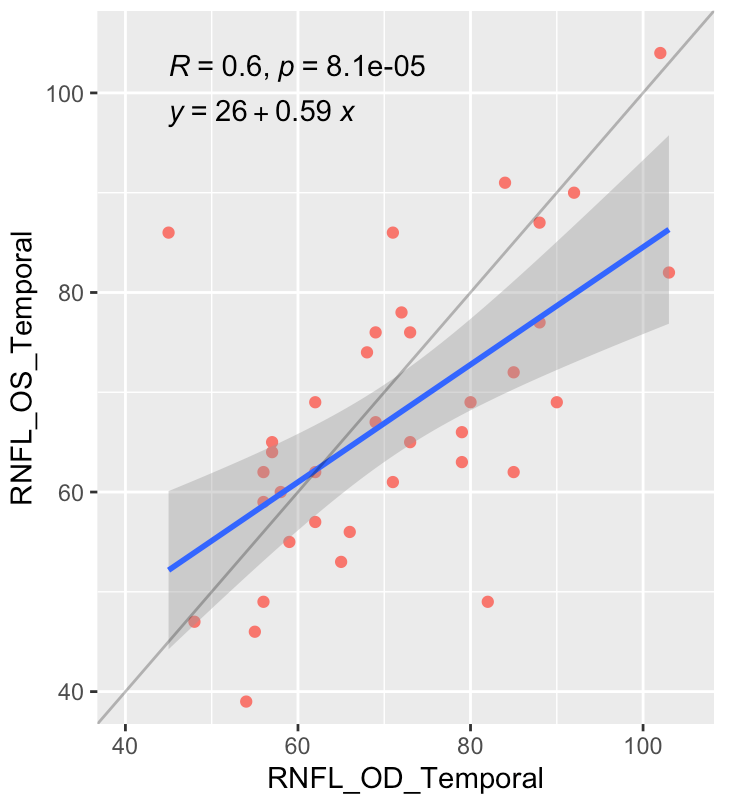 R = 0.6, p = 8.1e-05
y = 26 + 0.59 x
100
80
60
40
RNFL_OS_Temporal
40 60 80 100
RNFL_OD_Temporal